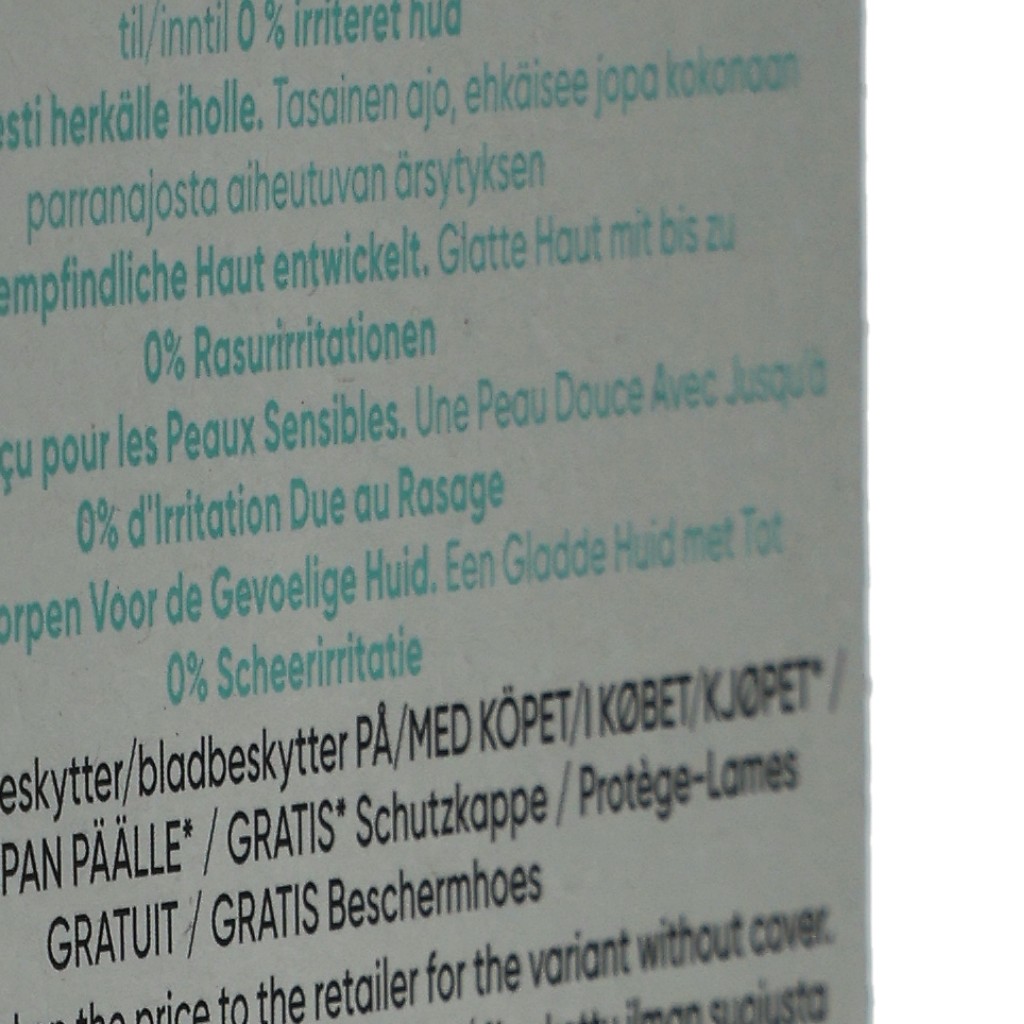 til/inntil 0 % irriteret hud
herkälle iholle. Tasainen ajo, ehkäisee jopa kokonaan
parranajosta aiheutuvan ärsytyksen
empfindliche Haut entwickelt. Glatte Haut mit bis zu
0% Rasurirritationen
pour les Peaux Sensibles. Une Peau Douce Avec Jusqu'à
0% d'Irritation Due au Rasage
Voor de Gevoelige Huid. Een Gladde Huid met Tot
0% Scheerirritatie
eskytter/bladbeskytter PÅ/MED KÖPET/I KØBET/KJØPET* /
PAN PÄÄLLE* / GRATIS* Schutzkappe / Protège-Lames
GRATUIT / GRATIS Beschermhoes
the price to the retailer for the variant without cover.
ilman suojusta